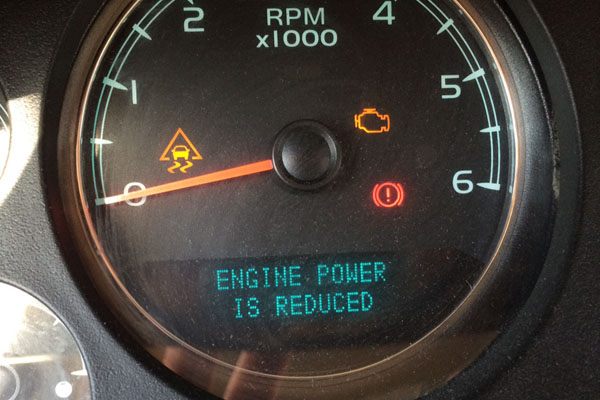 2
RPM
4
x1000
1
5
0
6
ENGINE POWER
IS REDUCED